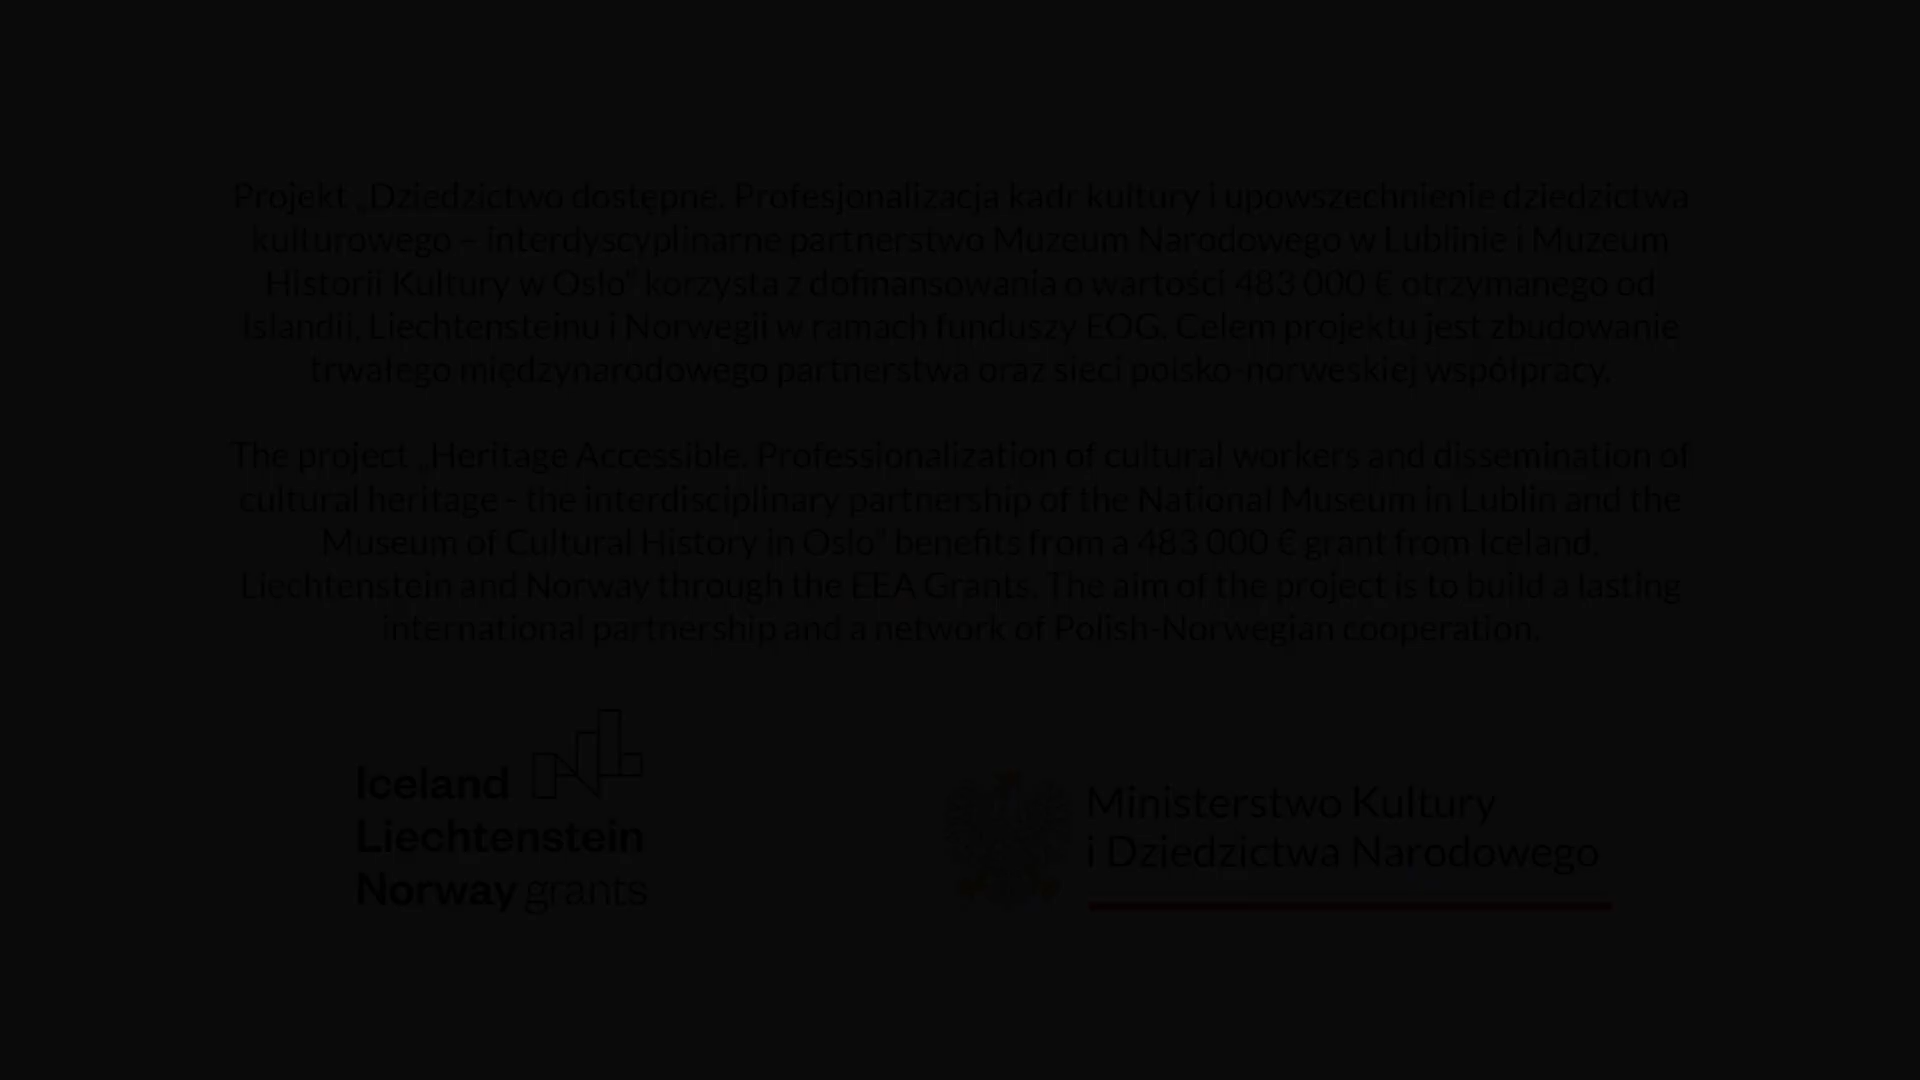 Projekt „Dziedzictwo dostępne. Profesjonalizacja kadr kultury i upowszechnienie dziedzictwa
kulturowego – interdyscyplinarne partnerstwo Muzeum Narodowego w Lublinie i Muzeum
Historii Kultury w Oslo” korzysta z dofinansowania o wartości 483 000 € otrzymanego od
Islandii, Liechtensteinu i Norwegii w ramach funduszy EOG. Celem projektu jest zbudowanie
trwałego międzynarodowego partnerstwa oraz sieci polsko-norweskiej współpracy.
The project „Heritage Accessible. Professionalization of cultural workers and dissemination of
cultural heritage - the interdisciplinary partnership of the National Museum in Lublin and the
Museum of Cultural History in Oslo” benefits from a 483 000 € grant from Iceland,
Liechtenstein and Norway through the EEA Grants. The aim of the project is to build a lasting
international partnership and a network of Polish-Norwegian cooperation.
Iceland
Liechtenstein
Norway grants
Ministerstwo Kultury
i Dziedzictwa Narodowego